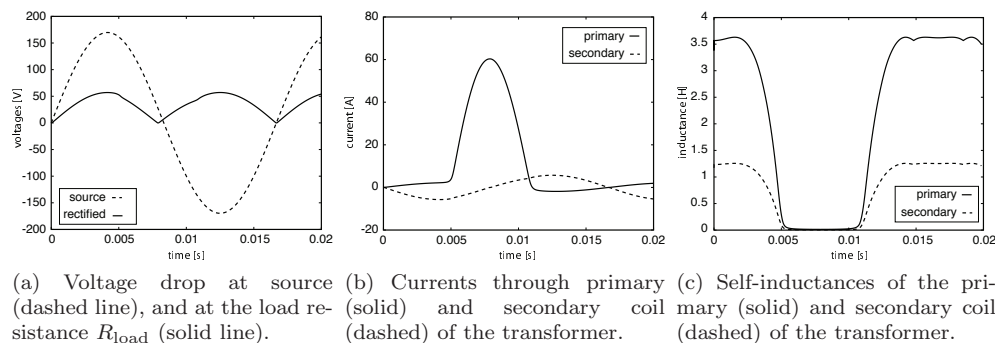 200
150
100
50
0
-50
-100
-150
-200
voltages [V]
source
rectified
0 0.005 0.01 0.015 0.02
time [s]
80
60
40
20
0
-20
current [A]
primary
secondary
0 0.005 0.01 0.015 0.02
time [s]
4
3.5
3
2.5
2
1.5
1
0.5
0
inductance [H]
primary
secondary
0 0.005 0.01 0.015 0.02
time [s]
(a) Voltage drop at source
(dashed line), and at the load re-
sistance Rload (solid line).
(b) Currents through primary
(solid) and secondary coil
(dashed) of the transformer.
(c) Self-inductances of the pri-
mary (solid) and secondary coil
(dashed) of the transformer.